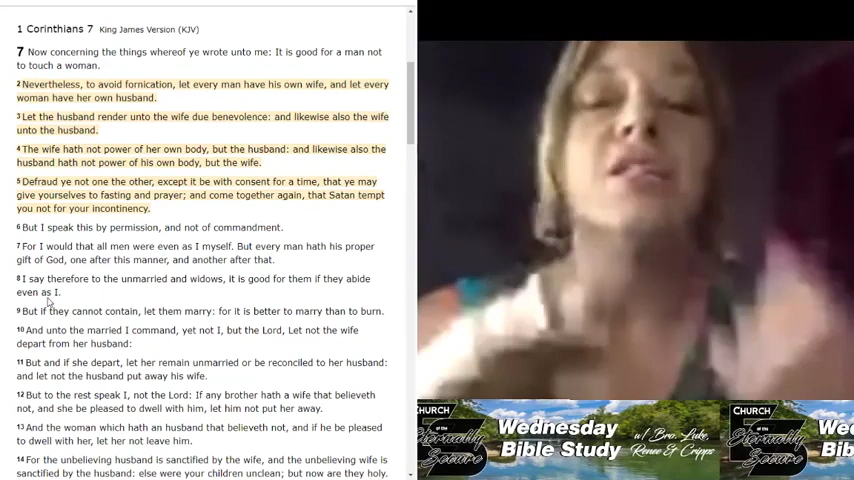 1 Corinthians 7 King James Version (KJV)
7 Now concerning the things whereof ye wrote unto me: It is good for a man not
to touch a woman.
2 Nevertheless, to avoid fornication, let every man have his own wife, and let every
woman have her own husband.
3 Let the husband render unto the wife due benevolence: and likewise also the wife
unto the husband.
4 The wife hath not power of her own body, but the husband: and likewise also the
husband hath not power of his own body, but the wife.
5 Defraud ye not one the other, except it be with consent for a time, that ye may
give yourselves to fasting and prayer; and come together again, that Satan tempt
you not for your incontinency.
6 But I speak this by permission, and not of commandment.
7 For I would that all men were even as I myself. But every man hath his proper
gift of God, one after this manner, and another after that.
8 I say therefore to the unmarried and widows, it is good for them if they abide
even as I.
9 But if they cannot contain, let them marry: for it is better to marry than to burn.
10 And unto the married I command, yet not I, but the Lord, Let not the wife
depart from her husband:
11 But and if she depart, let her remain unmarried or be reconciled to her husband:
and let not the husband put away his wife.
12 But to the rest speak I, not the Lord: If any brother hath a wife that believeth
not, and she be pleased to dwell with him, let him not put her away.
13 And the woman which hath an husband that believeth not, and if he be pleased
to dwell with her, let her not leave him.
14 For the unbelieving husband is sanctified by the wife, and the unbelieving wife is
sanctified by the husband: else were your children unclean; but now are they holy.
CHURCH
Eternally
Secure
Wednesday
Bible Study
w/ Bro. Luke,
Renee & Cripps
CHURCH
Eternally
Secure
We
Bib